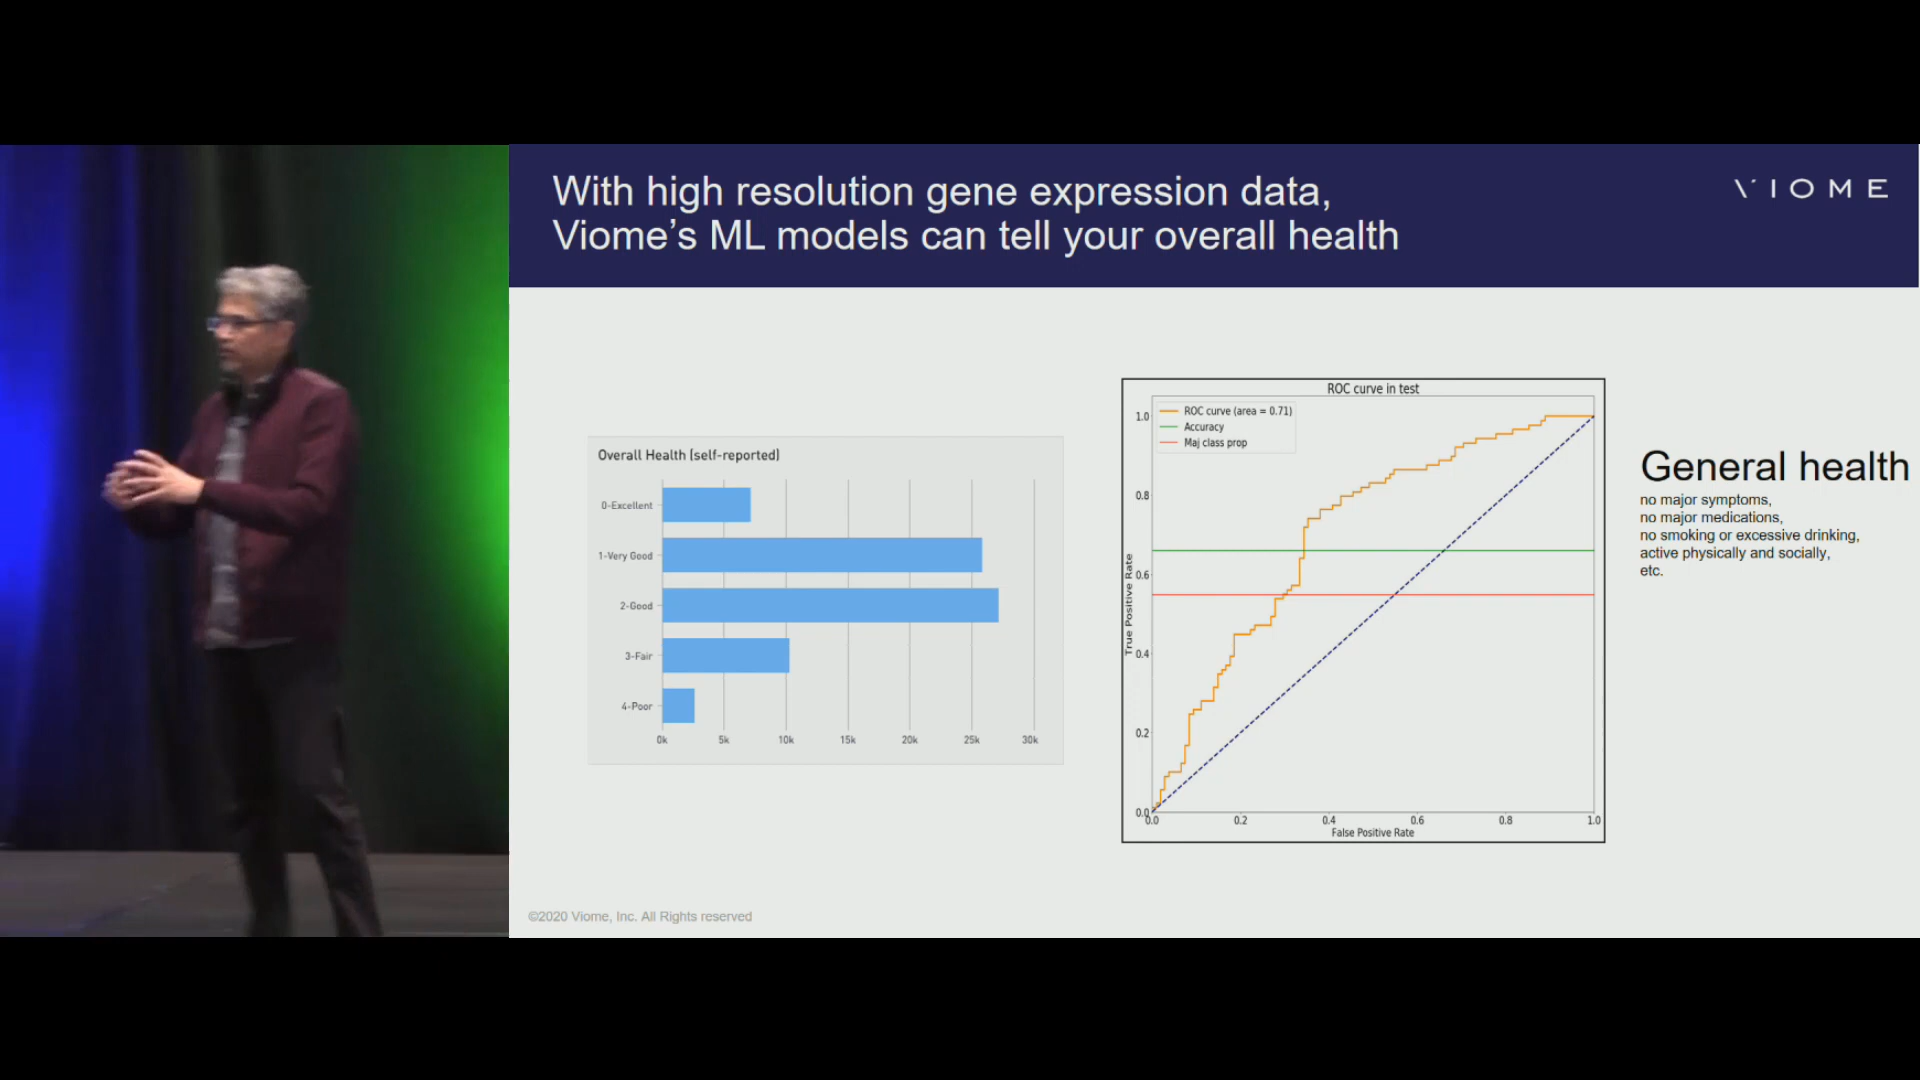 With high resolution gene expression data,
Viome’s ML models can tell your overall health
VIOME
Overall Health (self-reported)
0-Excellent
1-Very Good
2-Good
3-Fair
4-Poor
0k 5k 10k 15k 20k 25k 30k
ROC curve in test
ROC curve (area = 0.71)
Accuracy
Maj class prop
1.0
0.8
0.6
0.4
0.2
0.0
True Positive Rate
0.0 0.2 0.4 0.6 0.8 1.0
False Positive Rate
General health
no major symptoms,
no major medications,
no smoking or excessive drinking,
active physically and socially,
etc.
©2020 Viome, Inc. All Rights reserved